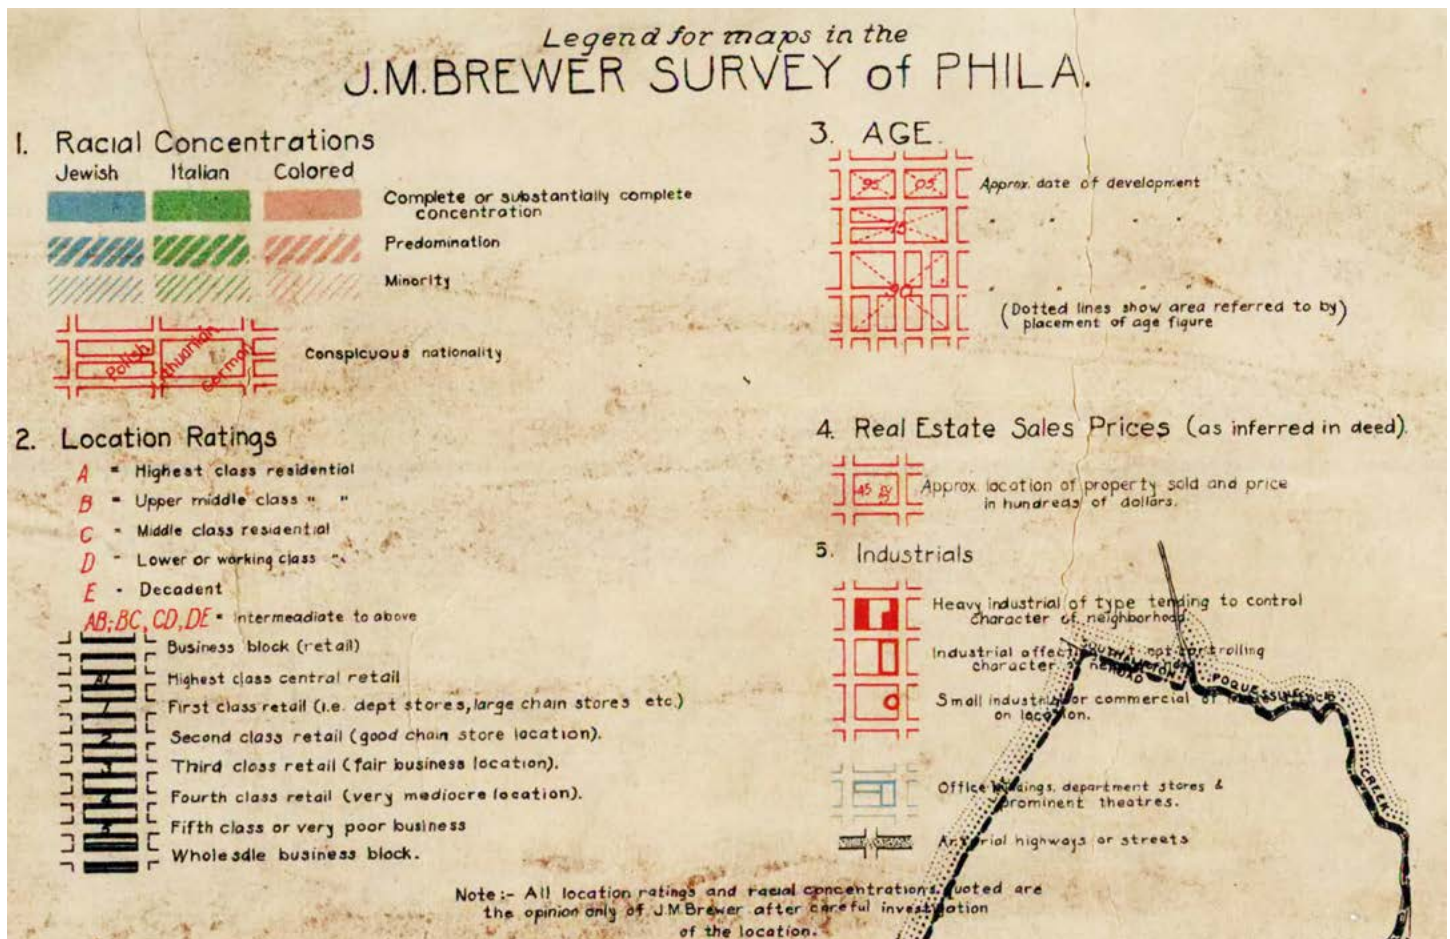 Legend for maps in the
J.M.BREWER SURVEY of PHILA.
1. Racial Concentrations
Jewish Italian Colored
Complete or substantially complete
concentration
Predomination
Minority
Polish
Lithuanian
German
Conspicuous nationality
2. Location Ratings
A = Highest class residential
B = Upper middle class " "
C = Middle class residential
D - Lower or working class "
E - Decadent
AB, BC, CD, DE = intermeadiate to above
Business block (retail)
A1 Highest class central retail
1 First class retail (i.e. dept stores, large chain stores etc.)
2 Second class retail (good chain store location).
3 Third class retail (fair business location).
4 Fourth class retail (very mediocre location).
5 Fifth class or very poor business
Wholesale business block.
3. AGE.
95 05 Approx. date of development
15 " " " "
90 " " " "
(Dotted lines show area referred to by)
placement of age figure
4. Real Estate Sales Prices (as inferred in deed).
45 Approx. location of property sold and price
in hundreds of dollars.
5. Industrials
Heavy industrial of type tending to control
character of neighborhood
Industrial not controlling
character
Small industrial or commercial
on location.
Office buildings, department stores &
prominent theatres.
Arterial highways or streets
SOUTHAMPTON
ROAD
POQUESSING
CREEK
Note:- All location ratings and racial concentrations quoted are
the opinion only of J.M.Brewer after careful investigation
of the location.